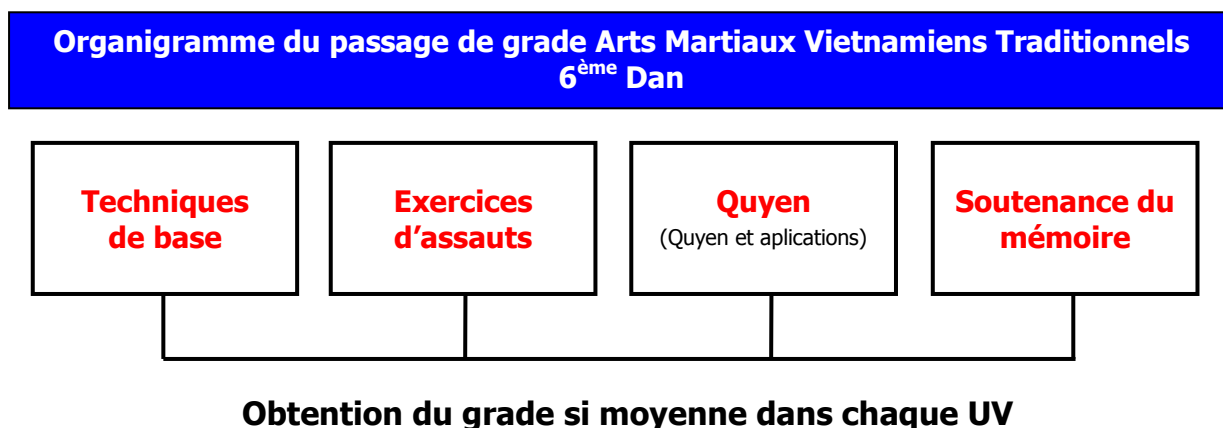 Organigramme du passage de grade Arts Martiaux Vietnamiens Traditionnels
6ème Dan
Techniques
de base
Exercices
d'assauts
Quyen
(Quyen et aplications)
Soutenance du
mémoire
Obtention du grade si moyenne dans chaque UV